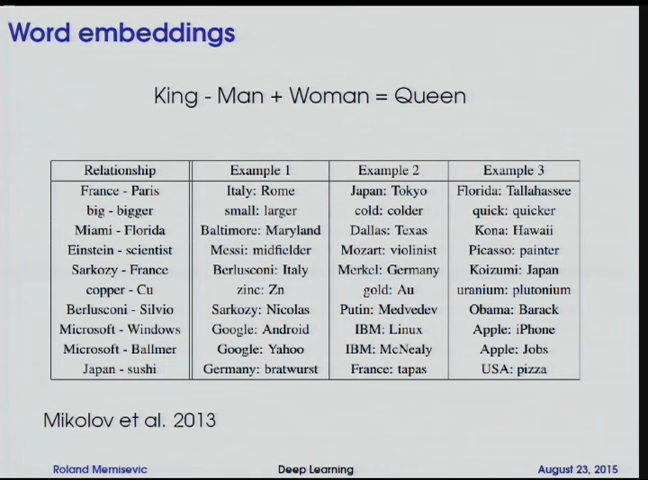 Word embeddings
King - Man + Woman = Queen
Relationship Example 1 Example 2 Example 3
France - Paris Italy: Rome Japan: Tokyo Florida: Tallahassee
big - bigger small: larger cold: colder quick: quicker
Miami - Florida Baltimore: Maryland Dallas: Texas Kona: Hawaii
Einstein - scientist Messi: midfielder Mozart: violinist Picasso: painter
Sarkozy - France Berlusconi: Italy Merkel: Germany Koizumi: Japan
copper - Cu zinc: Zn gold: Au uranium: plutonium
Berlusconi - Silvio Sarkozy: Nicolas Putin: Medvedev Obama: Barack
Microsoft - Windows Google: Android IBM: Linux Apple: iPhone
Microsoft - Ballmer Google: Yahoo IBM: McNealy Apple: Jobs
Japan - sushi Germany: bratwurst France: tapas USA: pizza
Mikolov et al. 2013
Roland Memisevic Deep Learning August 23, 2015